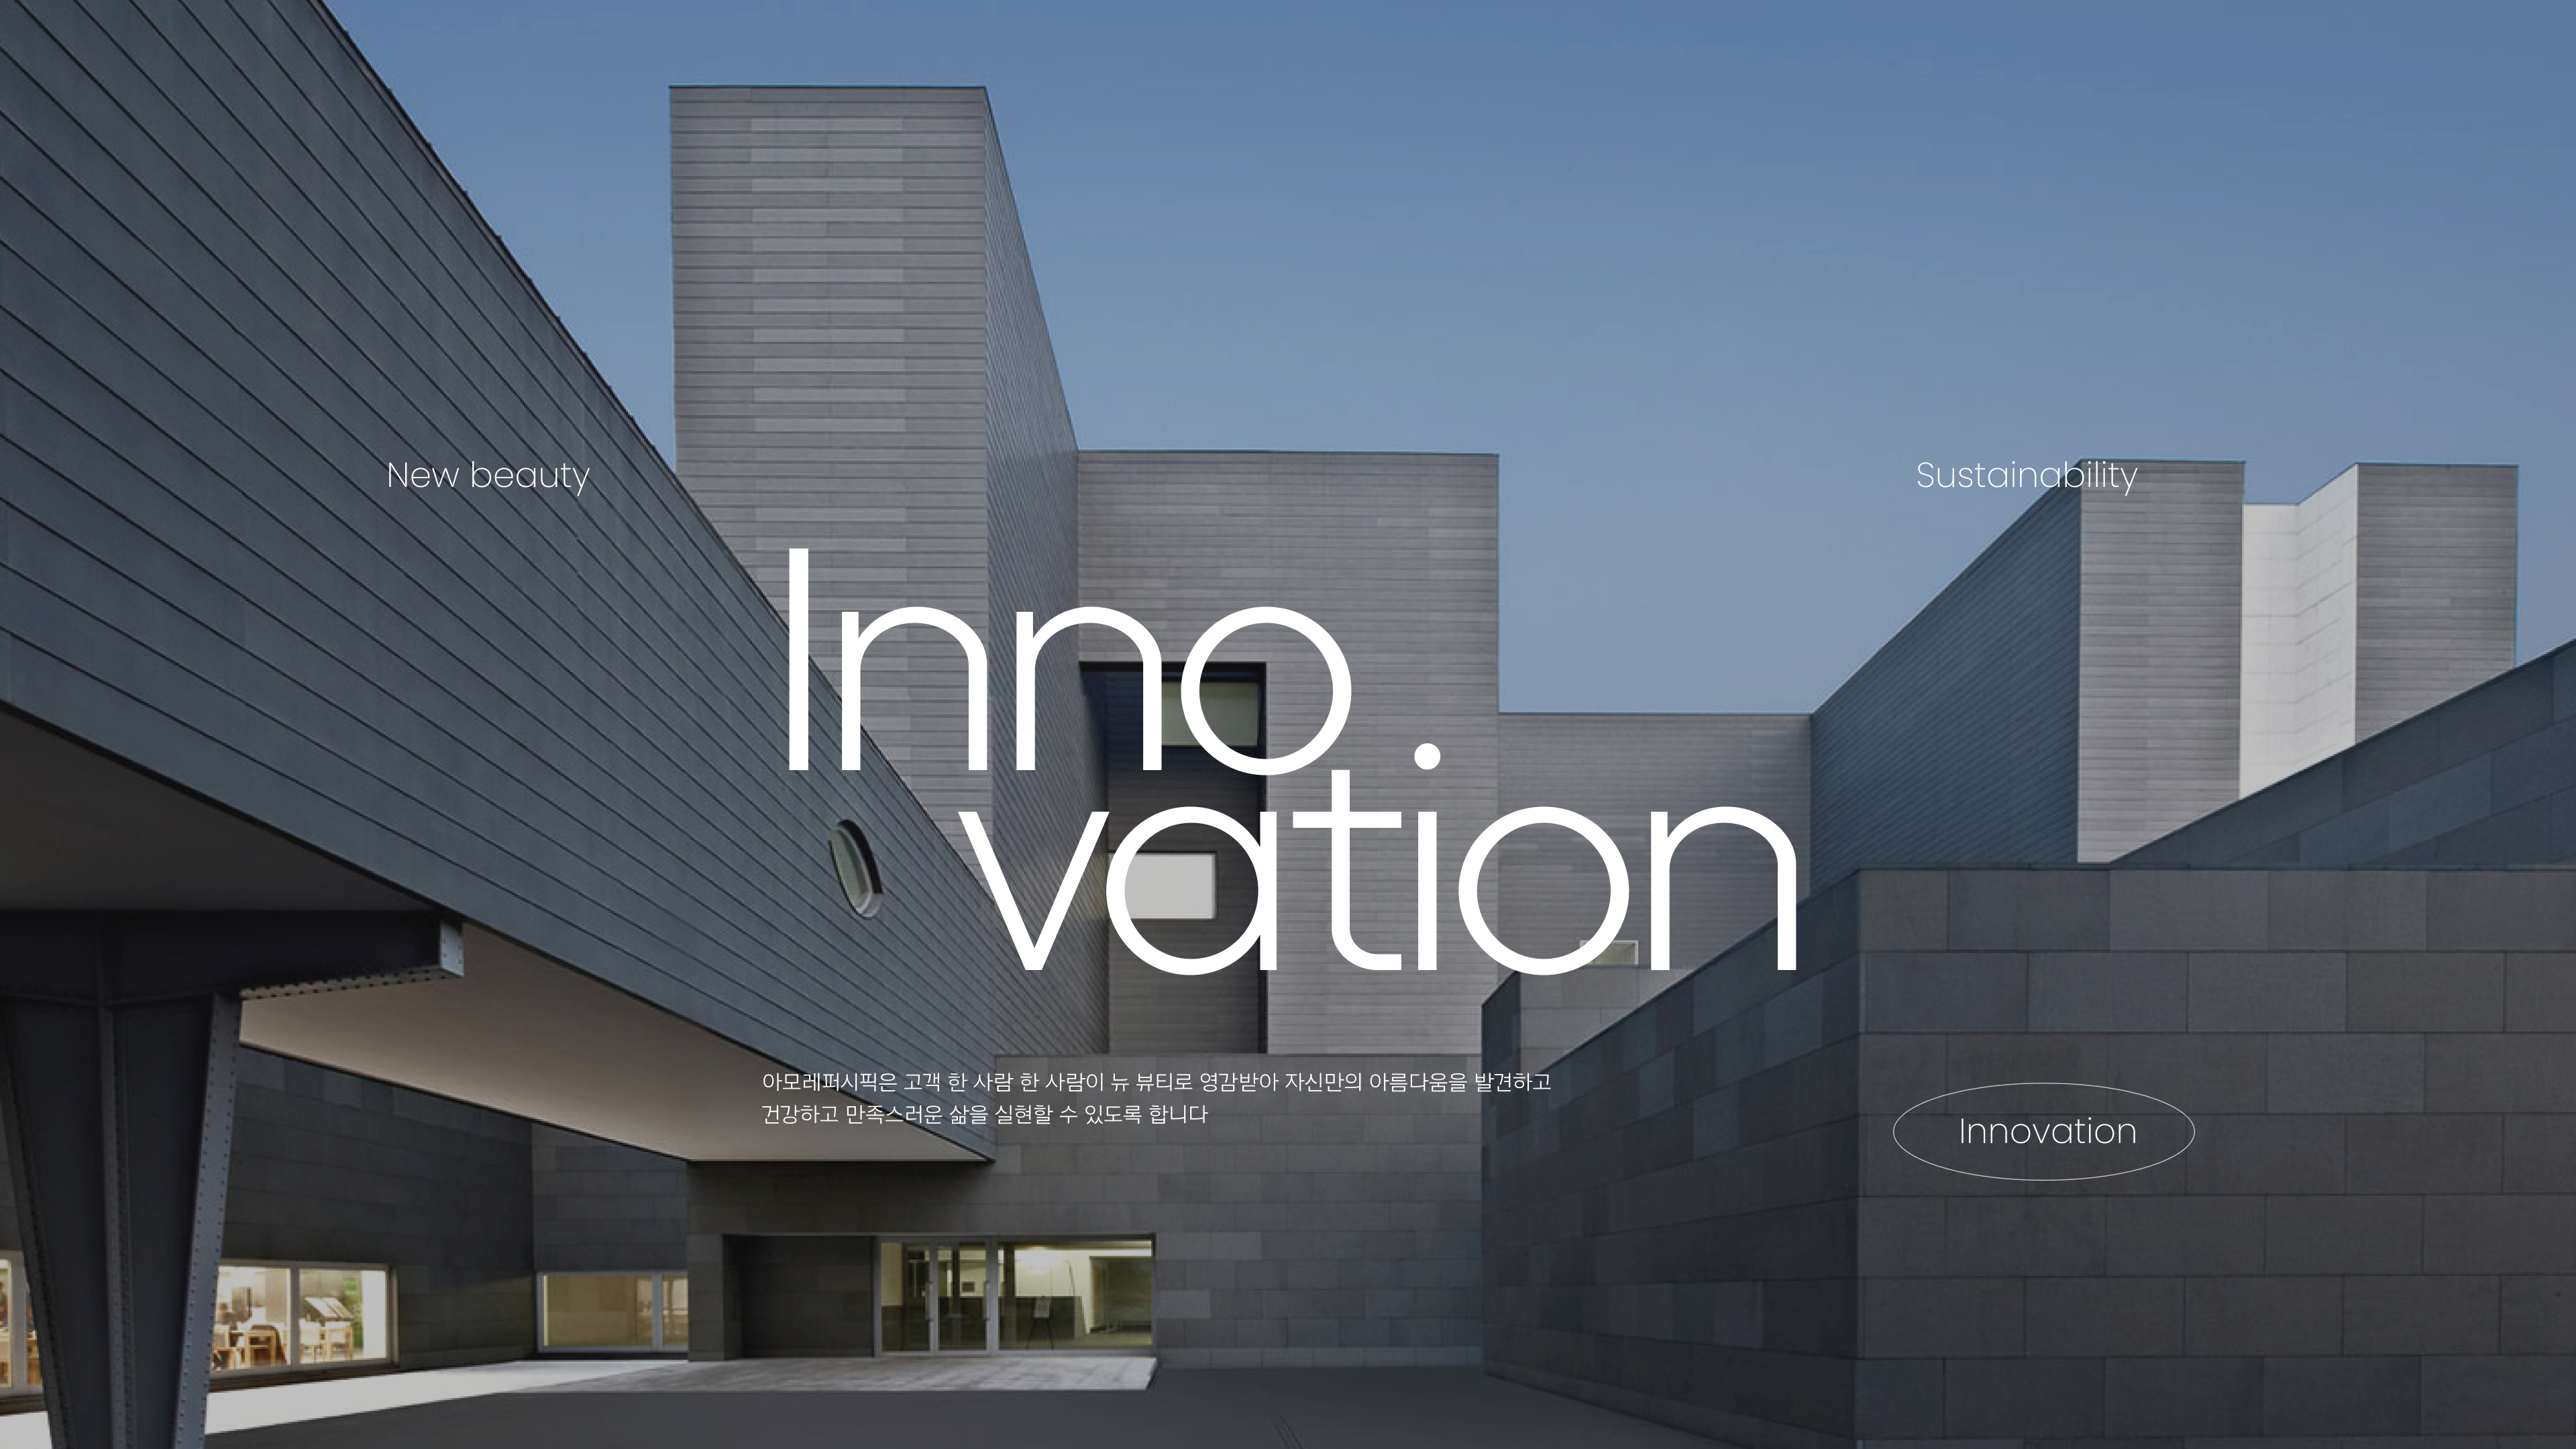 New beauty
Sustainability
Inno
vation
아모레퍼시픽은 고객 한 사람 한 사람이 뉴 뷰티로 영감받아 자신만의 아름다움을 발견하고
건강하고 만족스러운 삶을 실현할 수 있도록 합니다
Innovation